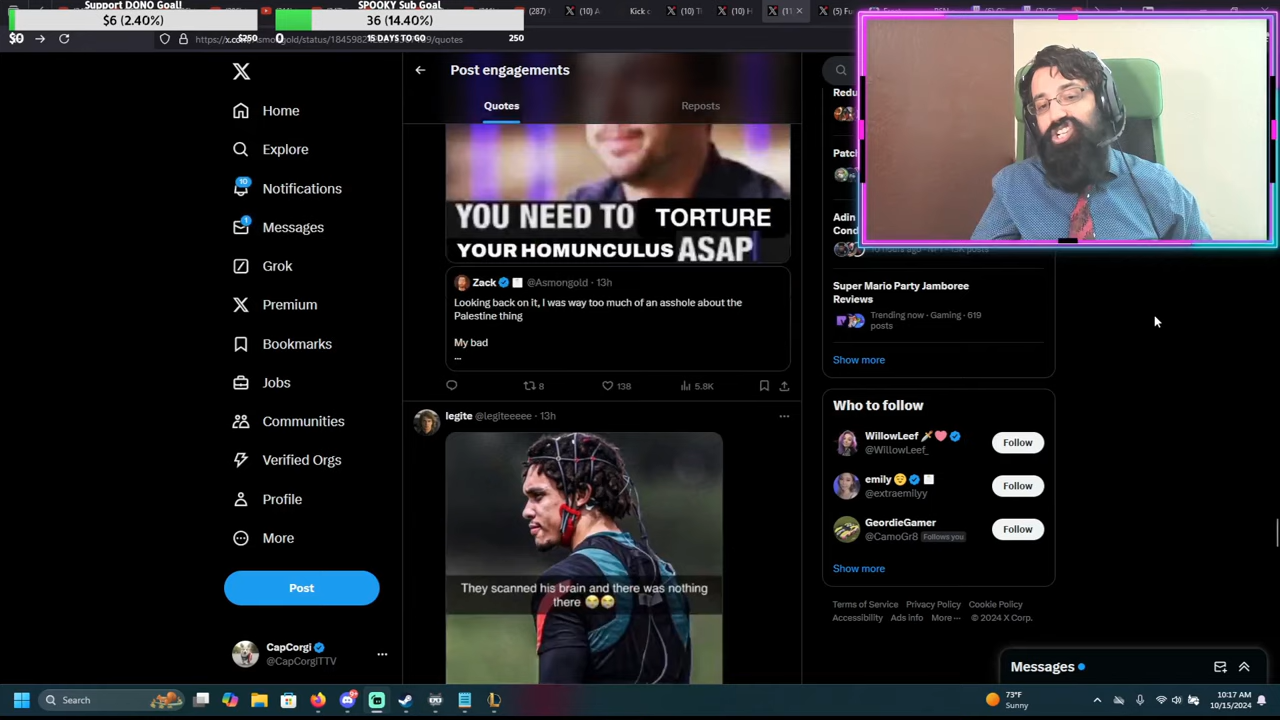 Support DONO Goal!
$6 (2.40%)
$0
$250
SPOOKY Sub Goal
36 (14.40%)
0
15 DAYS TO GO
250
Post engagements
Quotes
Reposts
Home
Explore
10
Notifications
1
Messages
Grok
Premium
Bookmarks
Jobs
Communities
Verified Orgs
Profile
More
Post
CapCorgi
@CapCorgiTTV
YOU NEED TO TORTURE
YOUR HOMUNCULUS ASAP
Zack @Asmongold · 13h
Looking back on it, I was way too much of an asshole about the
Palestine thing
My bad
...
8
138
5.8K
legite @legiteeeee · 13h
They scanned his brain and there was nothing
there 😂😂
Redu
Patch
Adin
Cond
Super Mario Party Jamboree
Reviews
Trending now · Gaming · 619
posts
Show more
Who to follow
WillowLeef 🗡️❤️
@WillowLeef_
Follow
emily 😌
@extraemilyy
Follow
GeordieGamer
@CamoGr8 Follows you
Follow
Show more
Terms of Service Privacy Policy Cookie Policy
Accessibility Ads info More ··· © 2024 X Corp.
Messages
Search
73°F
Sunny
10:17 AM
10/15/2024